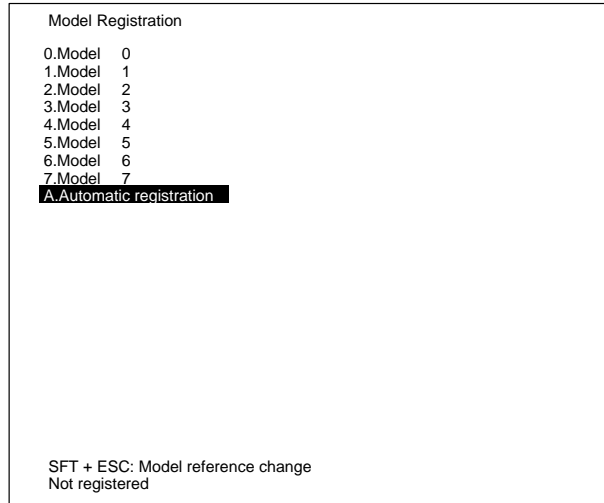 Model Registration
0.Model 0
1.Model 1
2.Model 2
3.Model 3
4.Model 4
5.Model 5
6.Model 6
7.Model 7
A.Automatic registration
SFT + ESC: Model reference change
Not registered